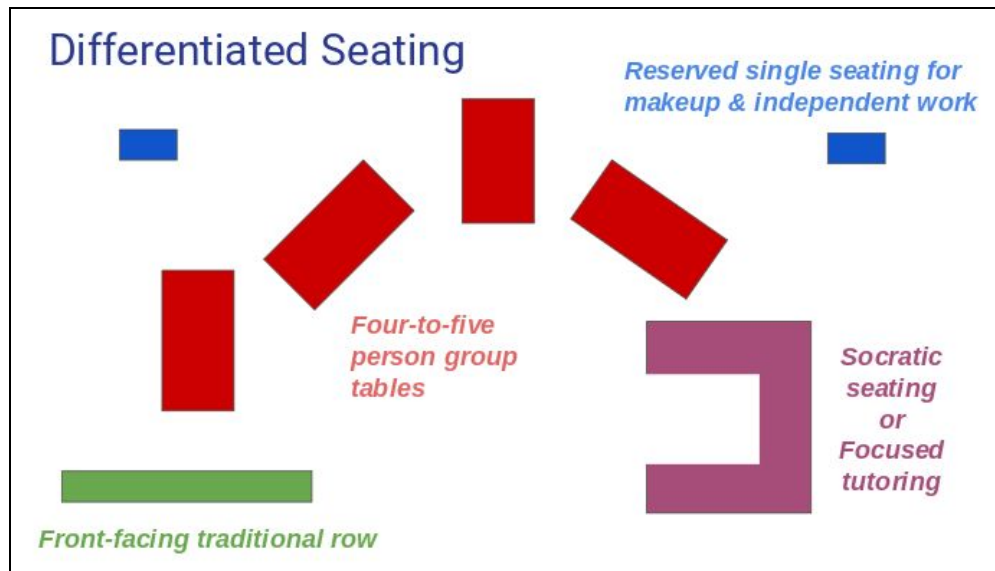 Differentiated Seating
Reserved single seating for
makeup & independent work
Four-to-five
person group
tables
Socratic
seating
or
Focused
tutoring
Front-facing traditional row